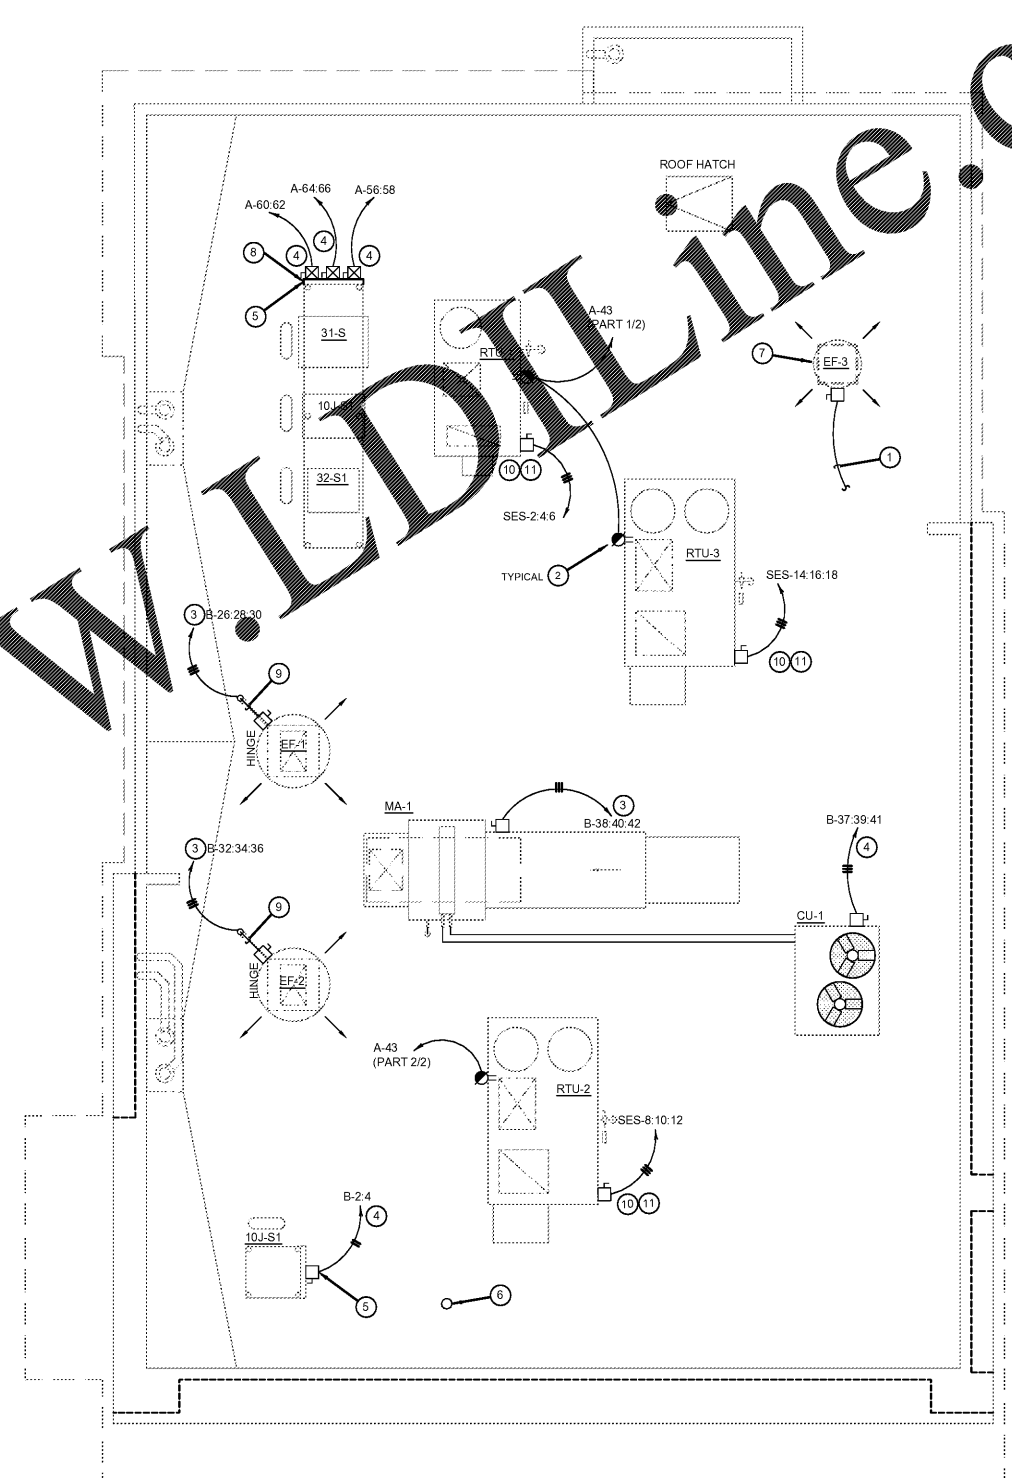 ROOF HATCH
A-64:66
A-56:58
A-60:62
4
4
4
8
5
31-S
A-43
(PART 1/2)
7
EF-3
10J-S1
1
10 11
32-S1
SES-2:4:6
RTU-3
TYPICAL 2
SES-14:16:18
3 B-26:28:30
10 11
9
HINGE
EF-1
MA-1
3
B-38:40:42
B-37:39:41
4
3 B-32:34:36
9
CU-1
HINGE
EF-2
A-43
(PART 2/2)
RTU-2
SES-8:10:12
B-2:4
4
10 11
10J-S1
5
6
W.LDLine.c